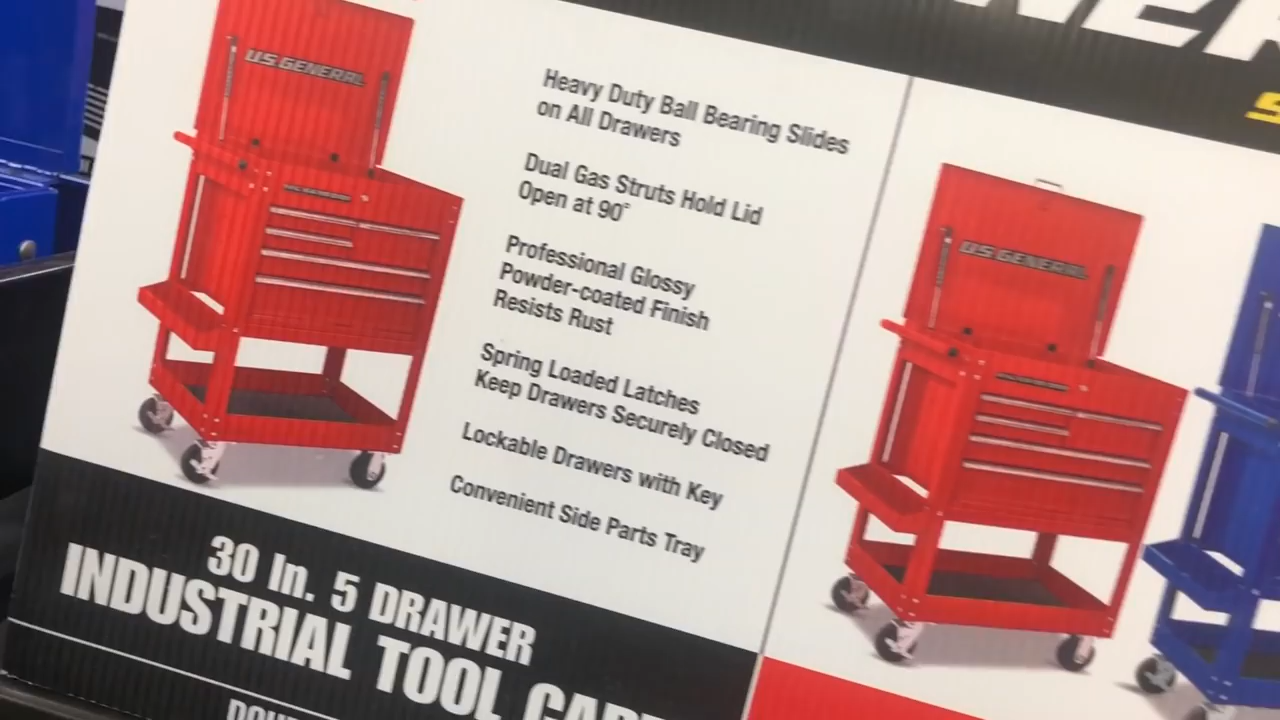 U.S. GENERAL
Heavy Duty Ball Bearing Slides
on All Drawers
Dual Gas Struts Hold Lid
Open at 90°
Professional Glossy
Powder-coated Finish
Resists Rust
Spring Loaded Latches
Keep Drawers Securely Closed
Lockable Drawers with Key
Convenient Side Parts Tray
30 In. 5 DRAWER
INDUSTRIAL TOOL
U.S. GENERAL